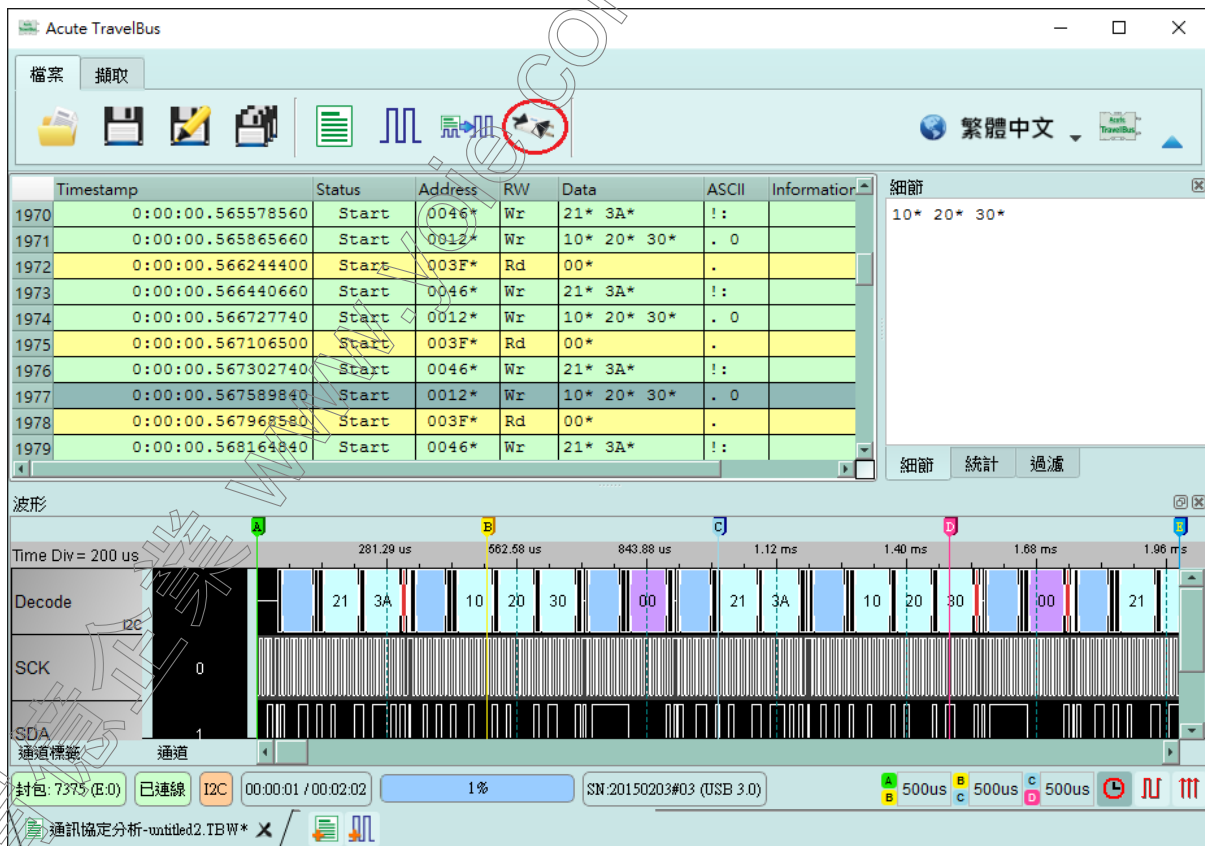 Acute TravelBus
檔案 擷取
繁體中文
Acute TravelBus
Timestamp Status Address RW Data ASCII Information
1970 0:00:00.565578560 Start 0046* Wr 21* 3A* !:
1971 0:00:00.565865660 Start 0012* Wr 10* 20* 30* . 0
1972 0:00:00.566244400 Start 003F* Rd 00* .
1973 0:00:00.566440660 Start 0046* Wr 21* 3A* !:
1974 0:00:00.566727740 Start 0012* Wr 10* 20* 30* . 0
1975 0:00:00.567106500 Start 003F* Rd 00* .
1976 0:00:00.567302740 Start 0046* Wr 21* 3A* !:
1977 0:00:00.567589840 Start 0012* Wr 10* 20* 30* . 0
1978 0:00:00.567968580 Start 003F* Rd 00* .
1979 0:00:00.568164840 Start 0046* Wr 21* 3A* !:
細節
10* 20* 30*
細節 統計 過濾
波形
A B C D E
Time Div = 200 us 281.29 us 562.58 us 843.88 us 1.12 ms 1.40 ms 1.68 ms 1.96 ms
Decode I2C 21 3A 10 20 30 00 21 3A 10 20 30 00 21
SCK 0
SDA 1
通道標籤 通道
封包: 7375 (E:0) 已連線 I2C 00:00:01 / 00:02:02 1% SN:20150203#03 (USB 3.0) A B 500us B C 500us C D 500us
通訊協定分析-untitled2.TBW*
www.yoie.co